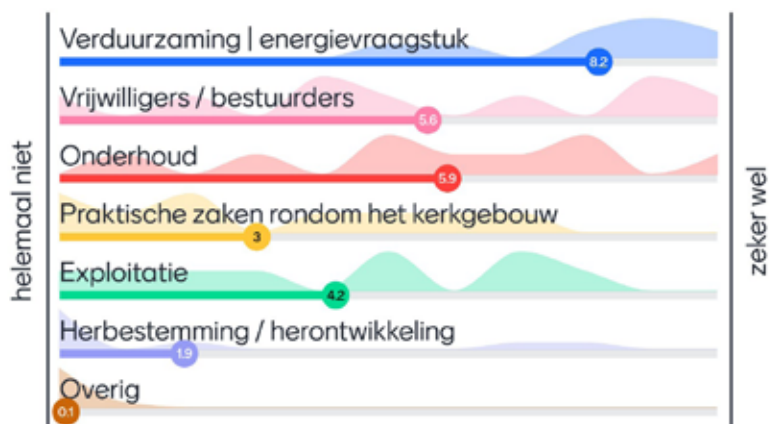 Verduurzaming | energievraagstuk
8.2
Vrijwilligers / bestuurders
5.6
Onderhoud
5.9
Praktische zaken rondom het kerkgebouw
3
Exploitatie
4.2
Herbestemming / herontwikkeling
1.9
Overig
0.1
helemaal niet
zeker wel